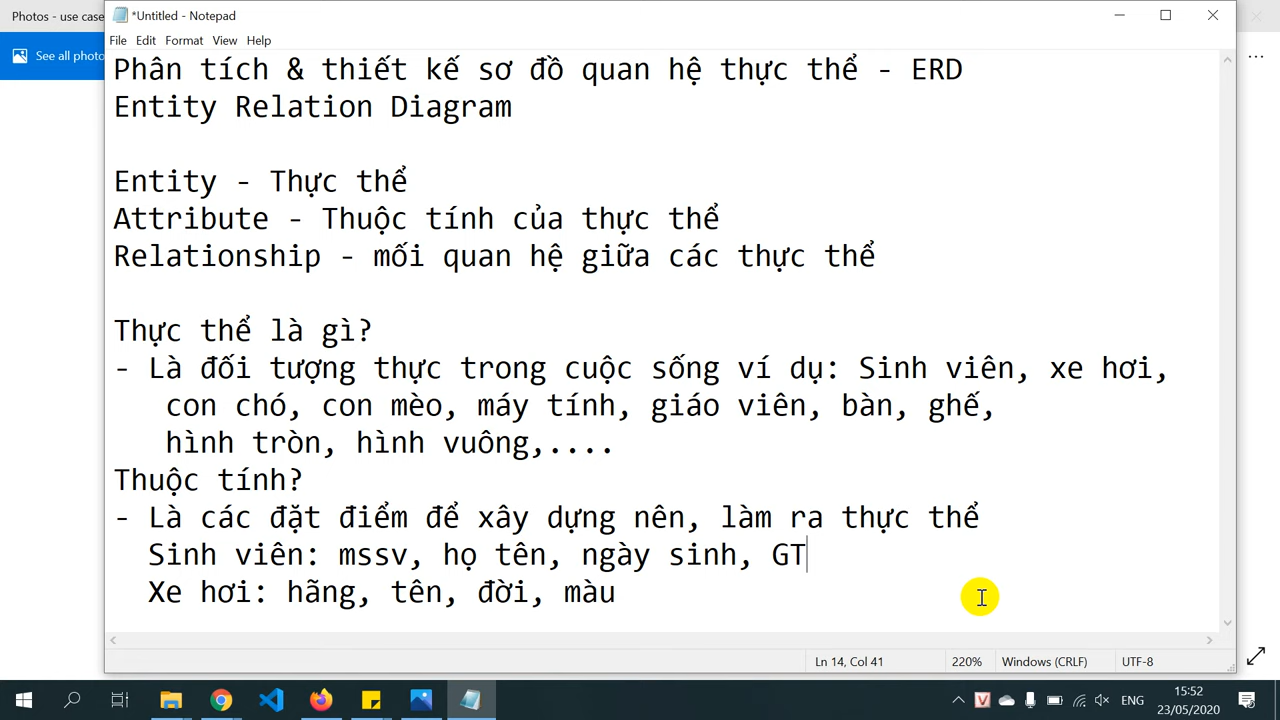 Photos - use case
*Untitled - Notepad
See all photo
File Edit Format View Help
Phân tích & thiết kế sơ đồ quan hệ thực thể - ERD
Entity Relation Diagram
Entity - Thực thể
Attribute - Thuộc tính của thực thể
Relationship - mối quan hệ giữa các thực thể
Thực thể là gì?
- Là đối tượng thực trong cuộc sống ví dụ: Sinh viên, xe hơi,
con chó, con mèo, máy tính, giáo viên, bàn, ghế,
hình tròn, hình vuông,....
Thuộc tính?
- Là các đặt điểm để xây dựng nên, làm ra thực thể
Sinh viên: mssv, họ tên, ngày sinh, GT
Xe hơi: hãng, tên, đời, màu
Ln 14, Col 41 220% Windows (CRLF) UTF-8
ENG 15:52
23/05/2020